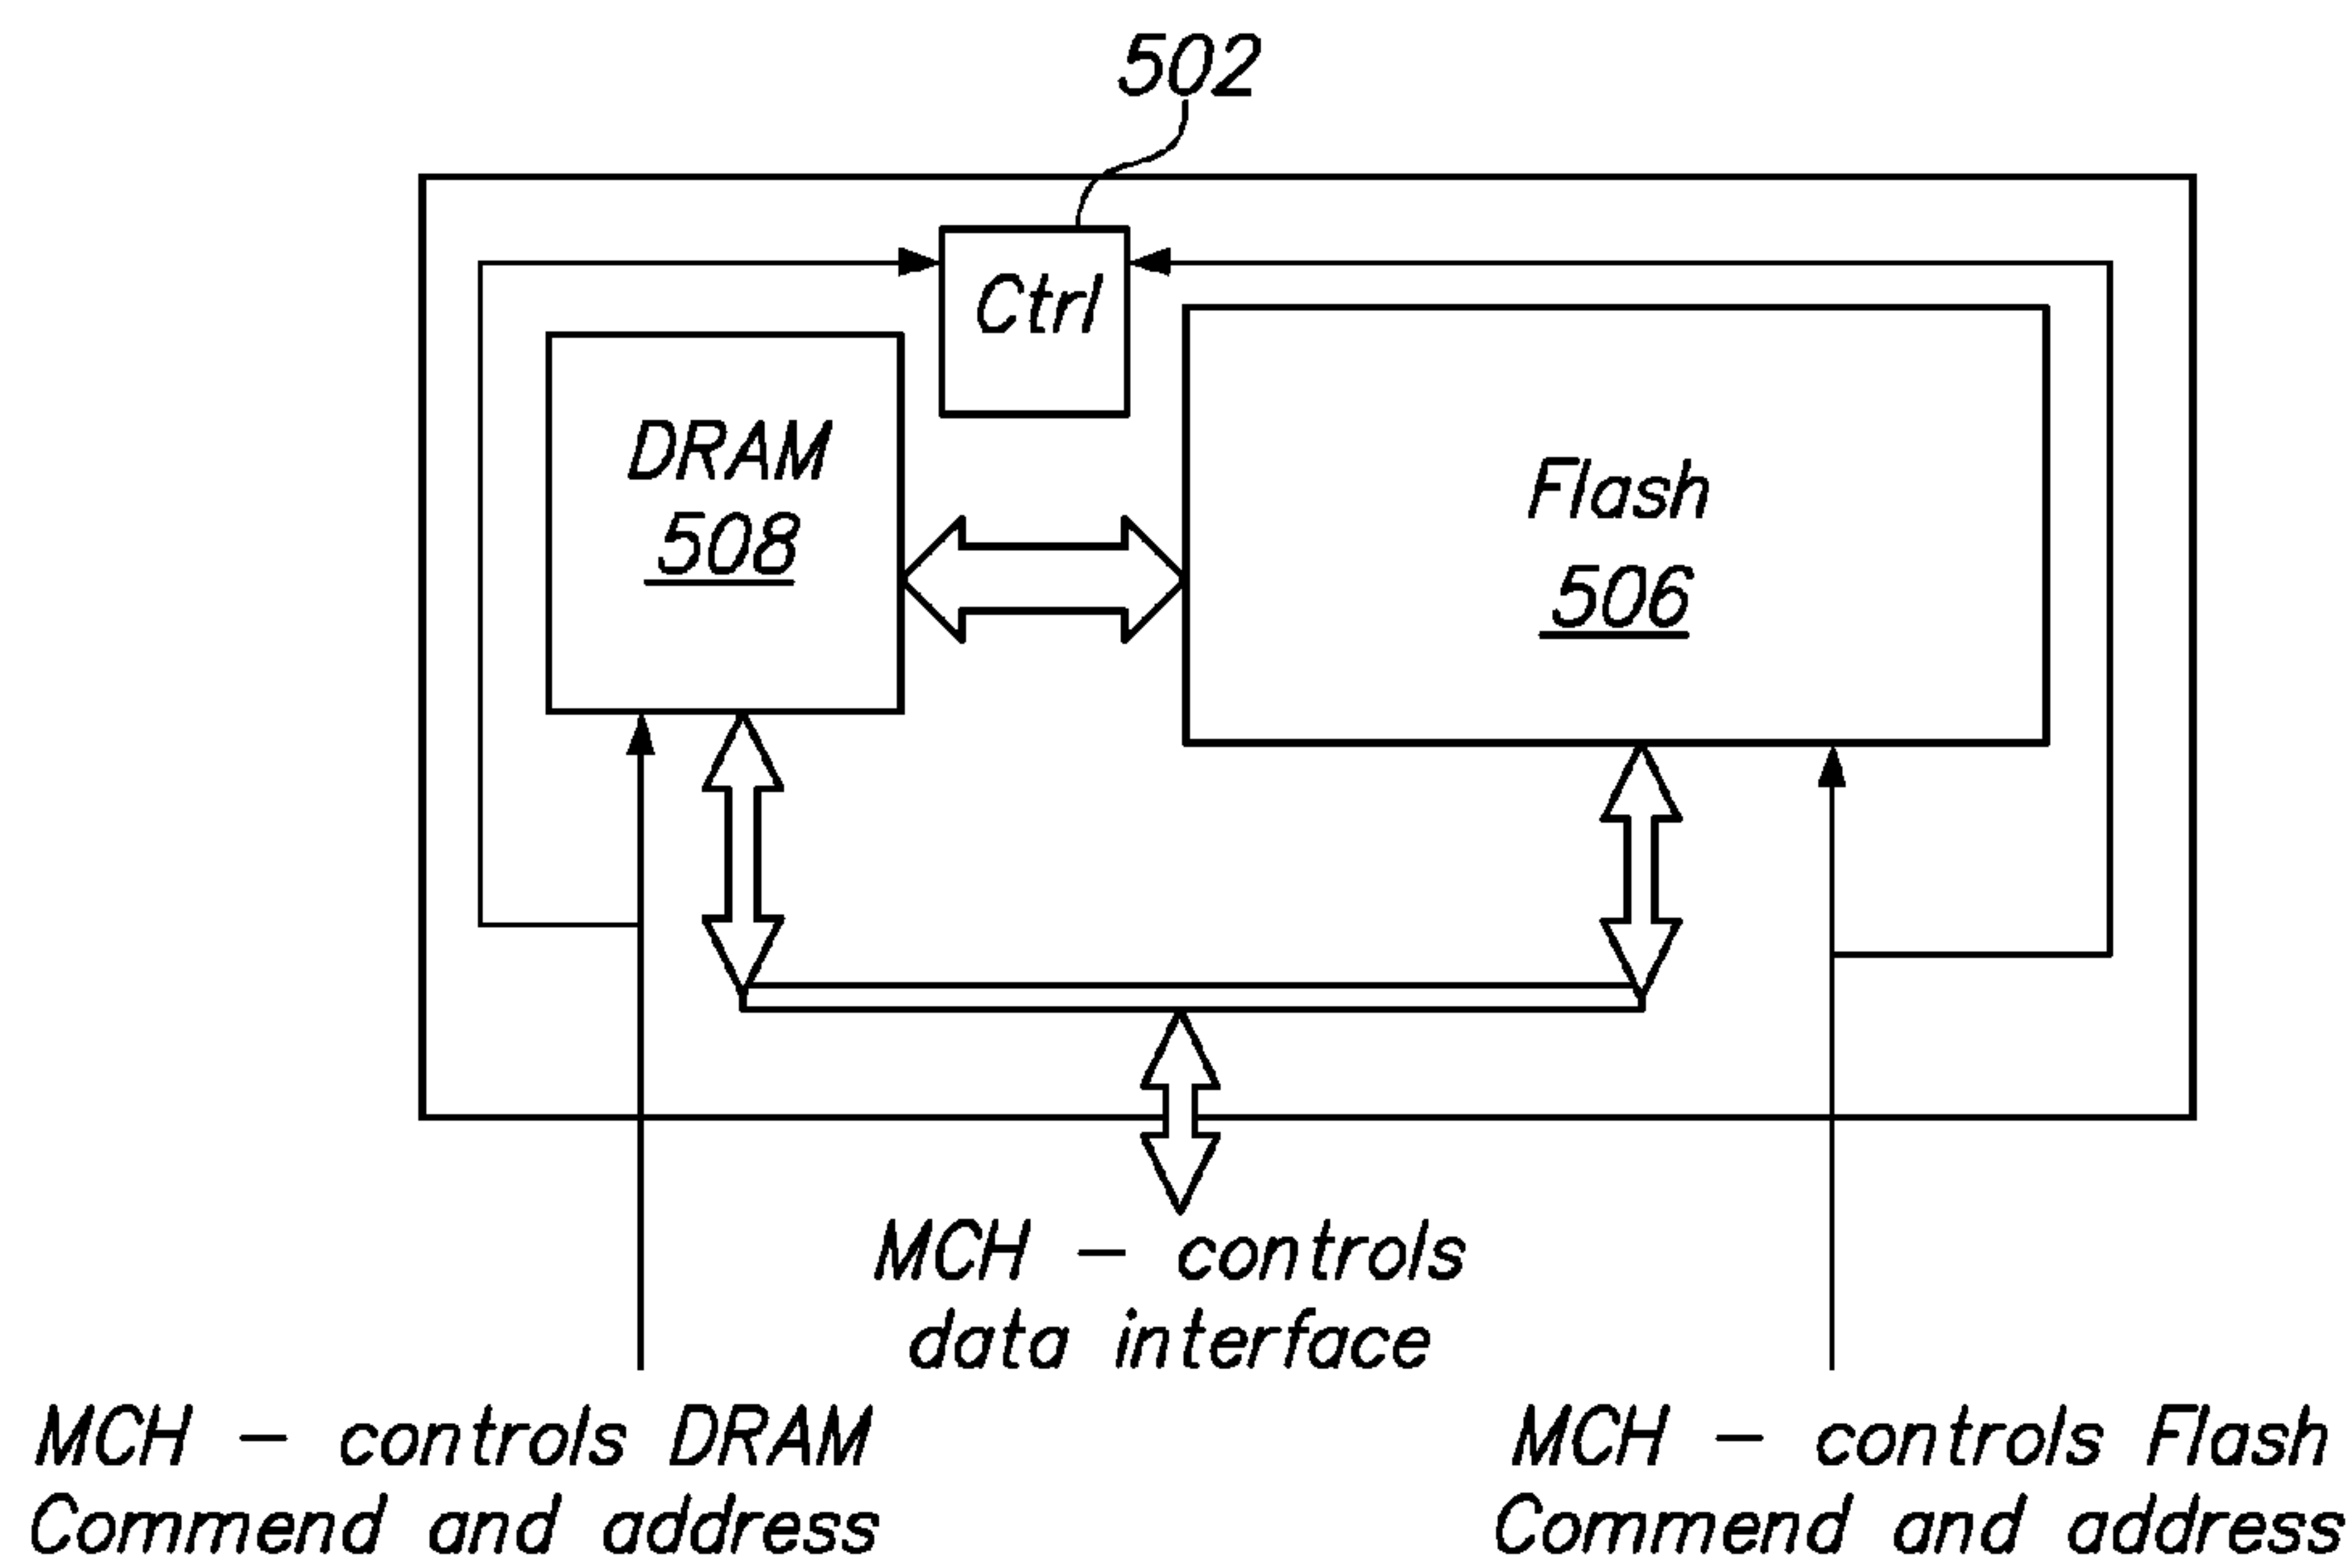 502
Ctrl
DRAM
508
Flash
506
MCH - controls
data interface
MCH - controls DRAM
Commend and address
MCH - controls Flash
Commend and address